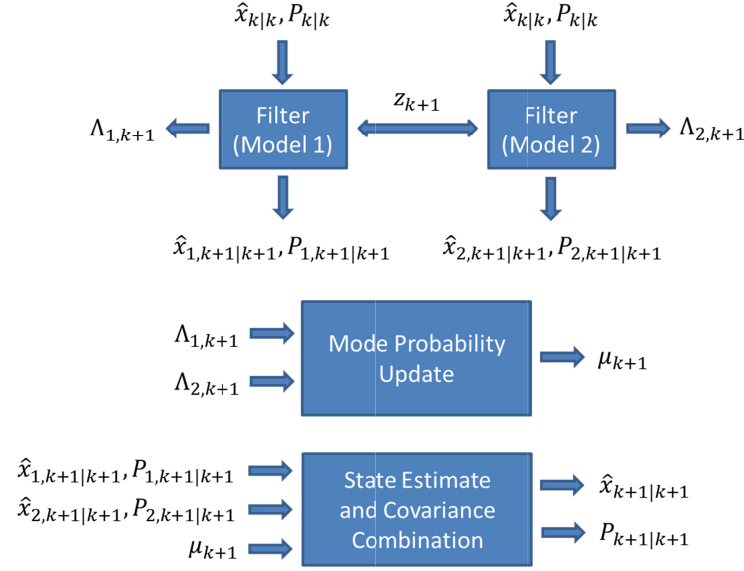 x̂_{k|k}, P_{k|k} x̂_{k|k}, P_{k|k}
Λ_{1,k+1} Filter z_{k+1} Filter Λ_{2,k+1}
(Model 1) (Model 2)
x̂_{1,k+1|k+1}, P_{1,k+1|k+1} x̂_{2,k+1|k+1}, P_{2,k+1|k+1}
Λ_{1,k+1}
Mode Probability
Update
μ_{k+1}
Λ_{2,k+1}
x̂_{1,k+1|k+1}, P_{1,k+1|k+1}
x̂_{2,k+1|k+1}, P_{2,k+1|k+1}
μ_{k+1}
State Estimate
and Covariance
Combination
x̂_{k+1|k+1}
P_{k+1|k+1}